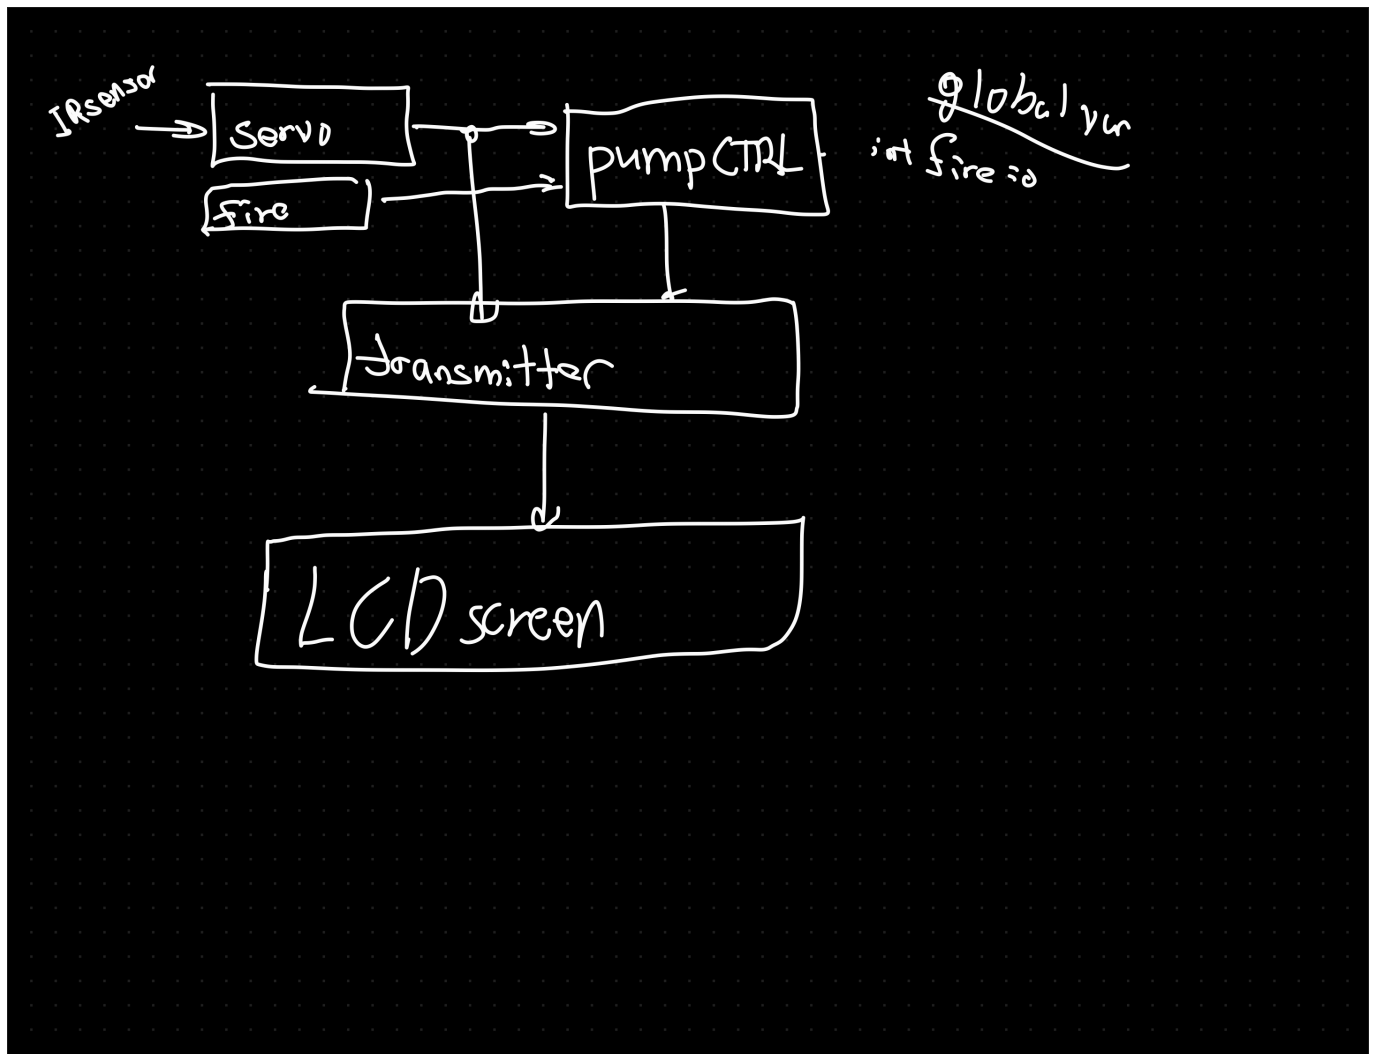 IRsensor
servo
fire
pumpCTRL
global var
int fire = 0
transmitter
LCD screen